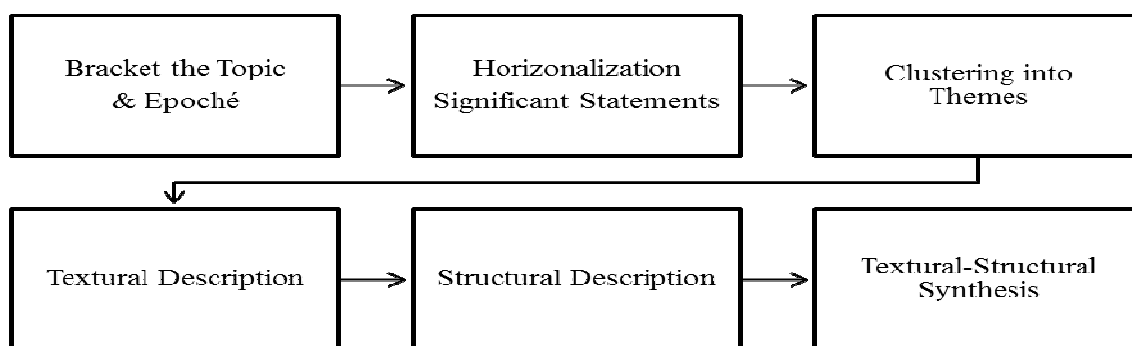 Bracket the Topic
& Epoché
Horizonalization
Significant Statements
Clustering into
Themes
Textural Description
Structural Description
Textural-Structural
Synthesis